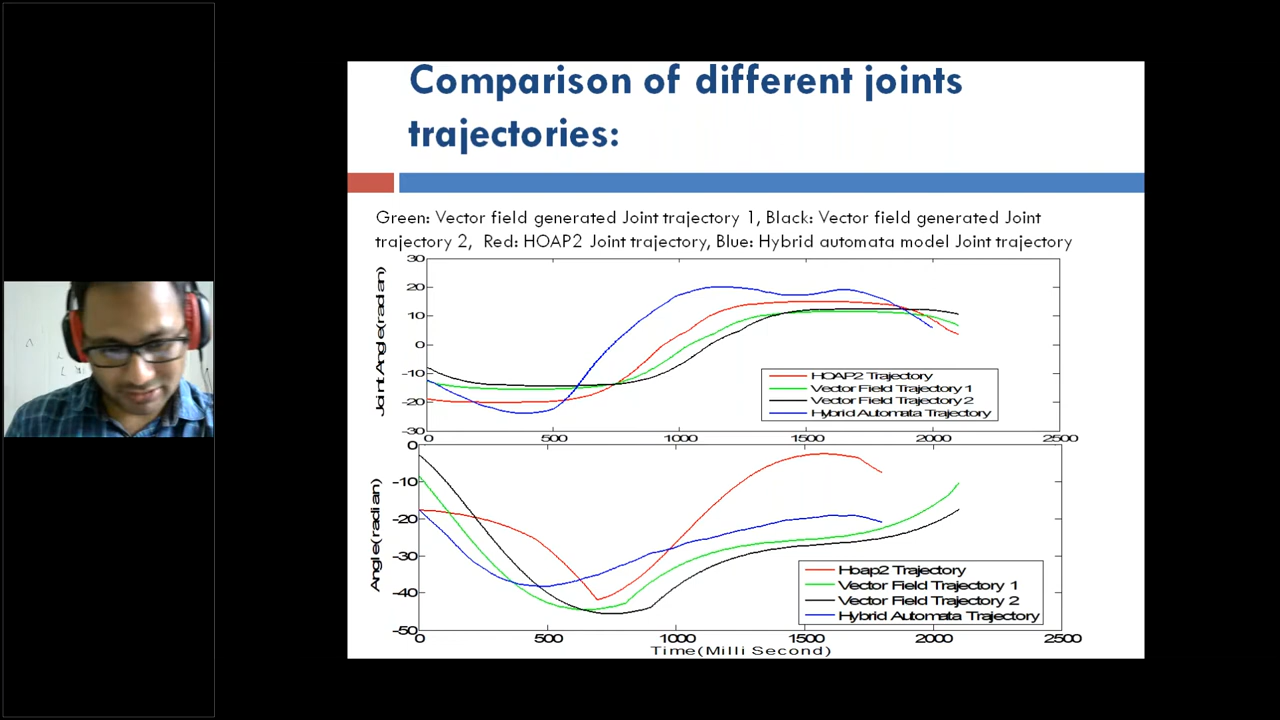 Comparison of different joints
trajectories:
Green: Vector field generated Joint trajectory 1, Black: Vector field generated Joint
trajectory 2, Red: HOAP2 Joint trajectory, Blue: Hybrid automata model Joint trajectory
Joint Angle(radian)
30
20
10
0
-10
-20
-30
HOAP2 Trajectory
Vector Field Trajectory 1
Vector Field Trajectory 2
Hybrid Automata Trajectory
0 500 1000 1500 2000 2500
Angle(radian)
0
-10
-20
-30
-40
-50
Hoap2 Trajectory
Vector Field Trajectory 1
Vector Field Trajectory 2
Hybrid Automata Trajectory
0 500 1000 1500 2000 2500
Time(Milli Second)